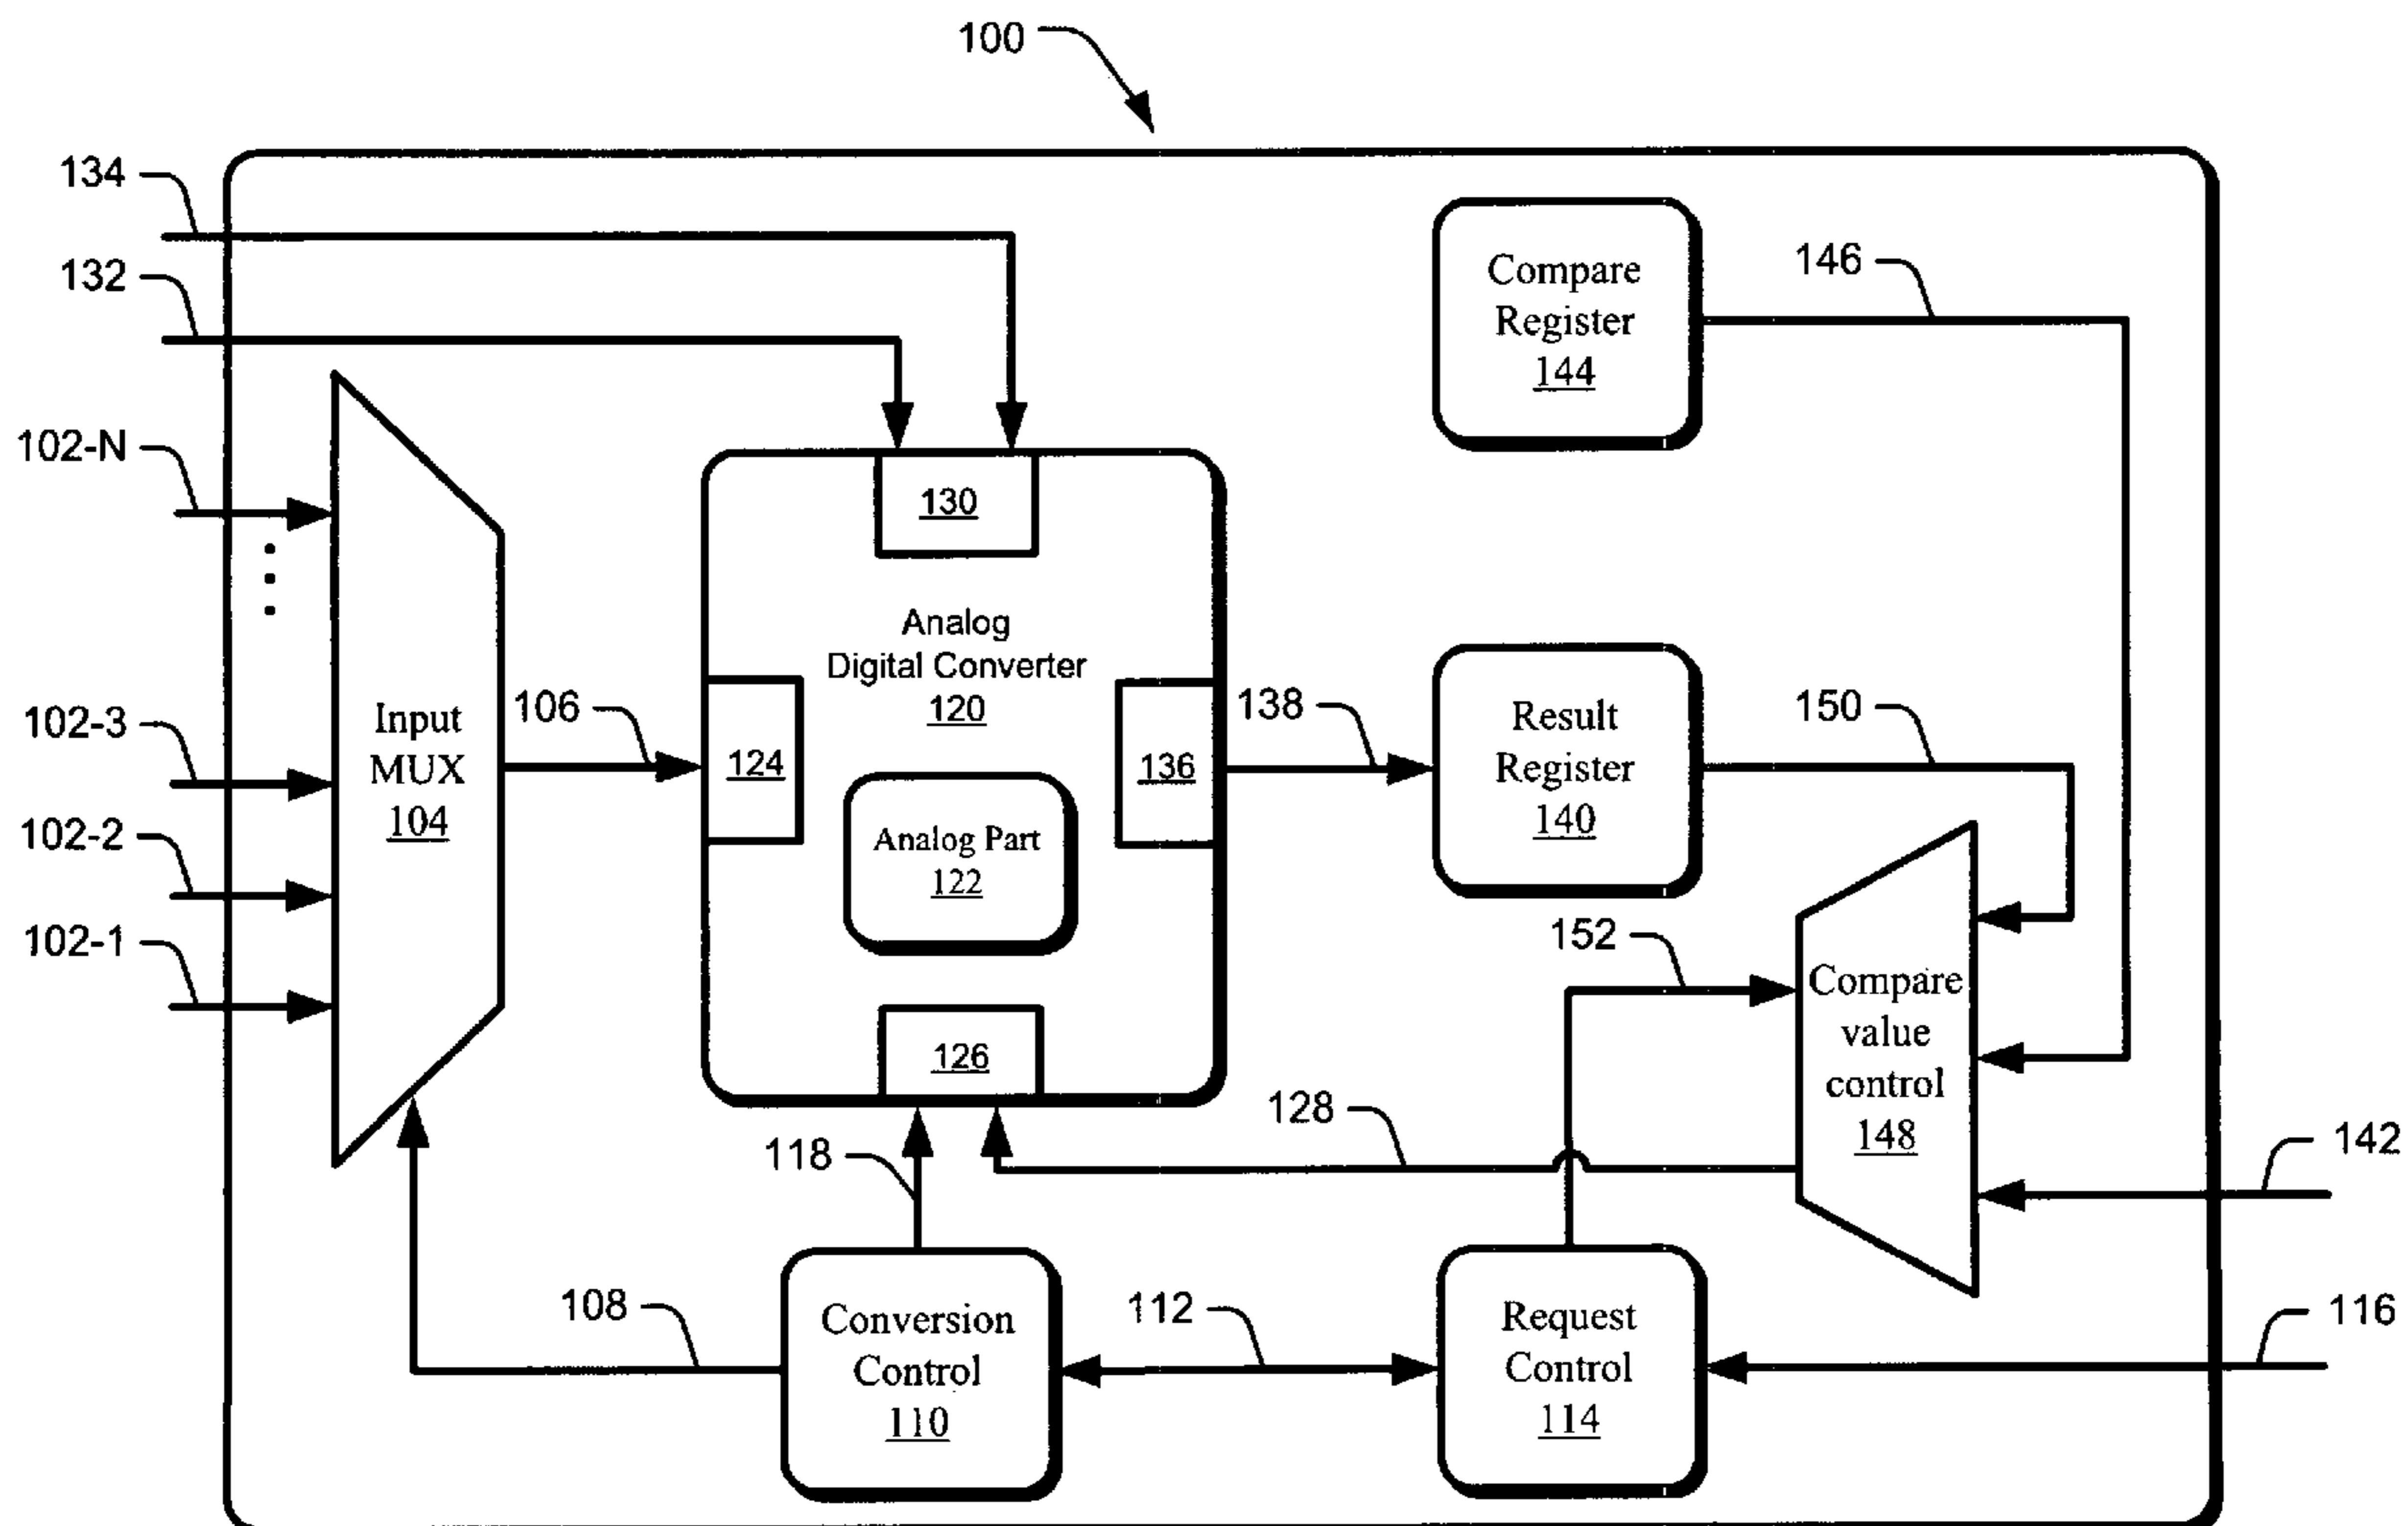 100
134
132
102-N
102-3
102-2
102-1
Input
MUX
104
106
130
Analog
Digital Converter
120
124
136
Analog Part
122
126
138
Compare
Register
144
146
Result
Register
140
150
152
Compare
value
control
148
128
118
142
108
Conversion
Control
110
112
Request
Control
114
116